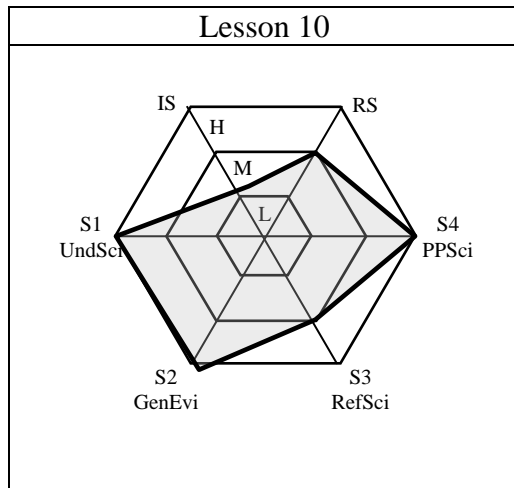 Lesson 10
IS
RS
H
M
L
S1
UndSci
S4
PPSci
S2
GenEvi
S3
RefSci